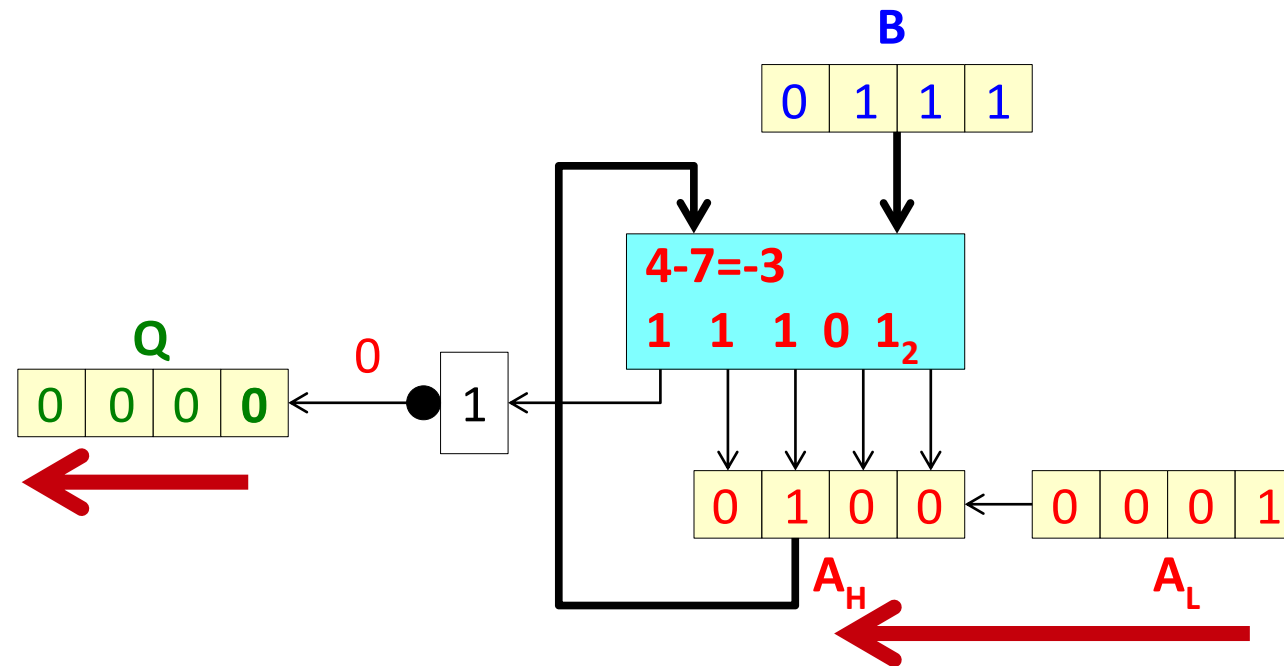 B
0 1 1 1
4-7=-3
1 1 1 0 1₂
Q
0
0 0 0 0
1
0 1 0 0
0 0 0 1
A_H
A_L